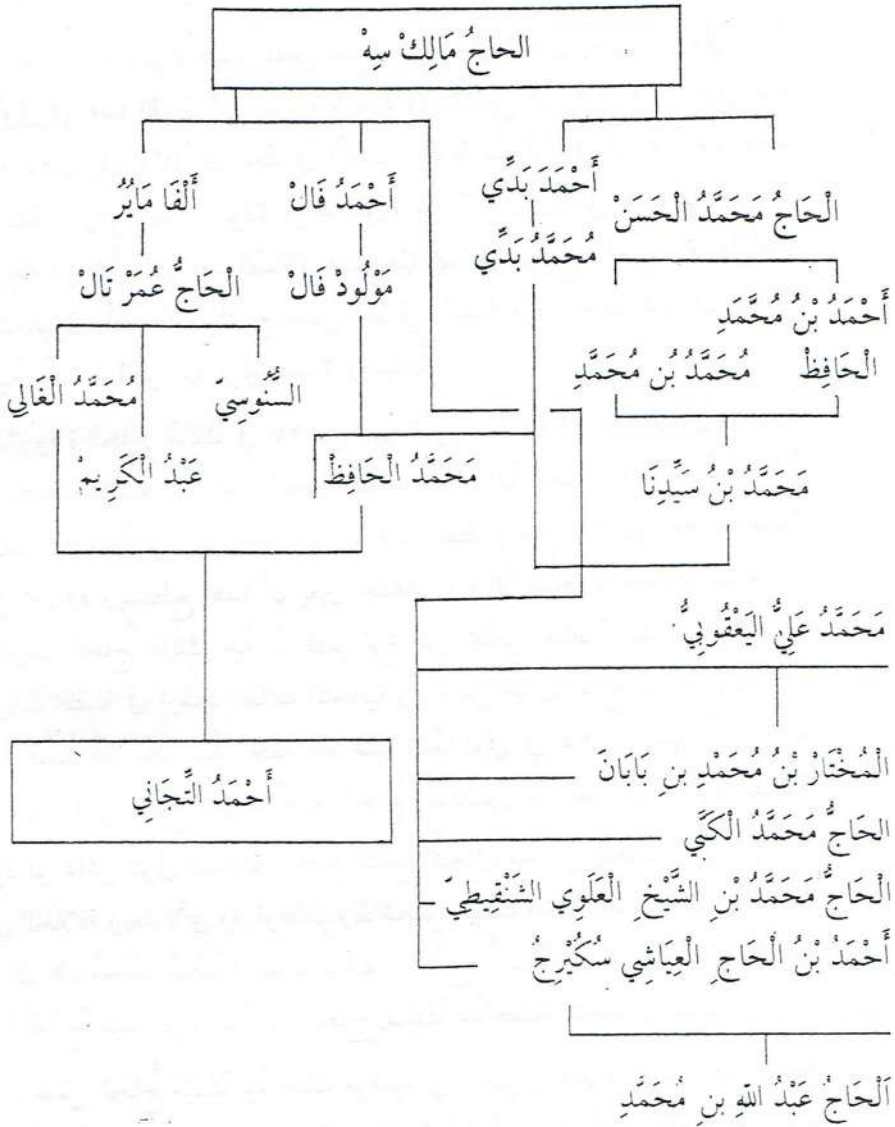 الحاجُ مَالِكْ سِهْ
الْحَاجُ مَحَمَّدُ الْحَسَنْ
أَحْمَدَ بَدِّي
أَحْمَدُ فَالْ
أَلْفَا مَايُرُ
مُحَمَّدُ بَدِّي
مَوْلُودْ فَالْ
الْحَاجُّ عُمَرْ تَالْ
أَحْمَدُ بْنُ مُحَمَّدِ
الْحَافِظْ
مُحَمَّدُ بُن مُحَمَّدِ
السُّنُوسِيّ
مُحَمَّدُ الْغَالِي
مَحَمَّدُ بْنُ سَيِّدِنَا
مَحَمَّدُ الْحَافِظْ
عَبْدُ الْكَرِيمْ
مَحَمَّدُ عَلِيُّ اليَعْقُوبِيُّ
الْمُخْتَارْ بْنُ مُحَمَّدِ بنِ بَابَانَ
أَحْمَدُ التِّجَانِي
الحَاجُّ مَحَمَّدُ الْكَنِّي
الْحَاجُّ مَحَمَّدُ بْنِ الشَّيْخِ الْعَلَوِي الشَنْقِيطِيّ
أَحْمَدُ بْنُ الْحَاجِ الْعِيَاشِي سُكَيْرِجُ
اَلْحَاجُ عَبْدُ اللّٰهِ بنِ مُحَمَّدِ